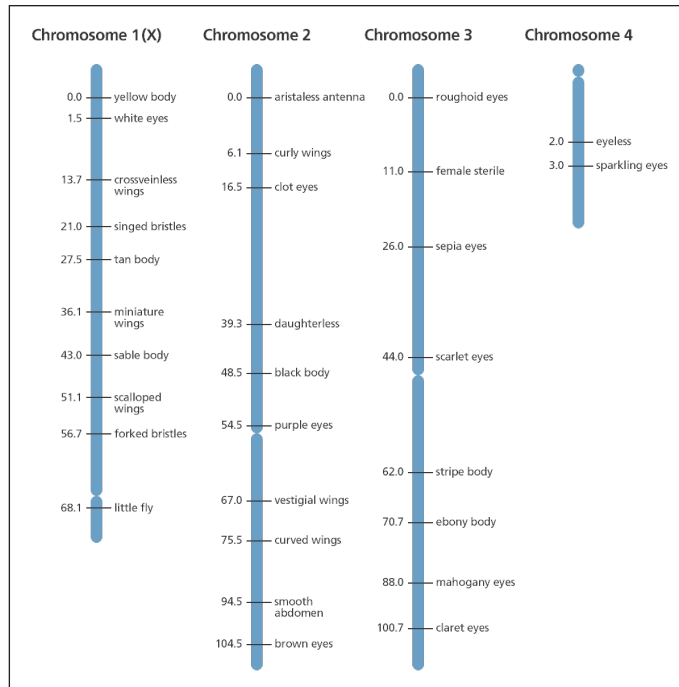 Chromosome 1(X)
Chromosome 2
Chromosome 3
Chromosome 4
0.0 yellow body
1.5 white eyes
13.7 crossveinless
wings
21.0 singed bristles
27.5 tan body
36.1 miniature
wings
43.0 sable body
51.1 scalloped
wings
56.7 forked bristles
68.1 little fly
0.0 aristaless antenna
6.1 curly wings
16.5 clot eyes
39.3 daughterless
48.5 black body
54.5 purple eyes
67.0 vestigial wings
75.5 curved wings
94.5 smooth
abdomen
104.5 brown eyes
0.0 roughoid eyes
11.0 female sterile
26.0 sepia eyes
44.0 scarlet eyes
62.0 stripe body
70.7 ebony body
88.0 mahogany eyes
100.7 claret eyes
2.0 eyeless
3.0 sparkling eyes